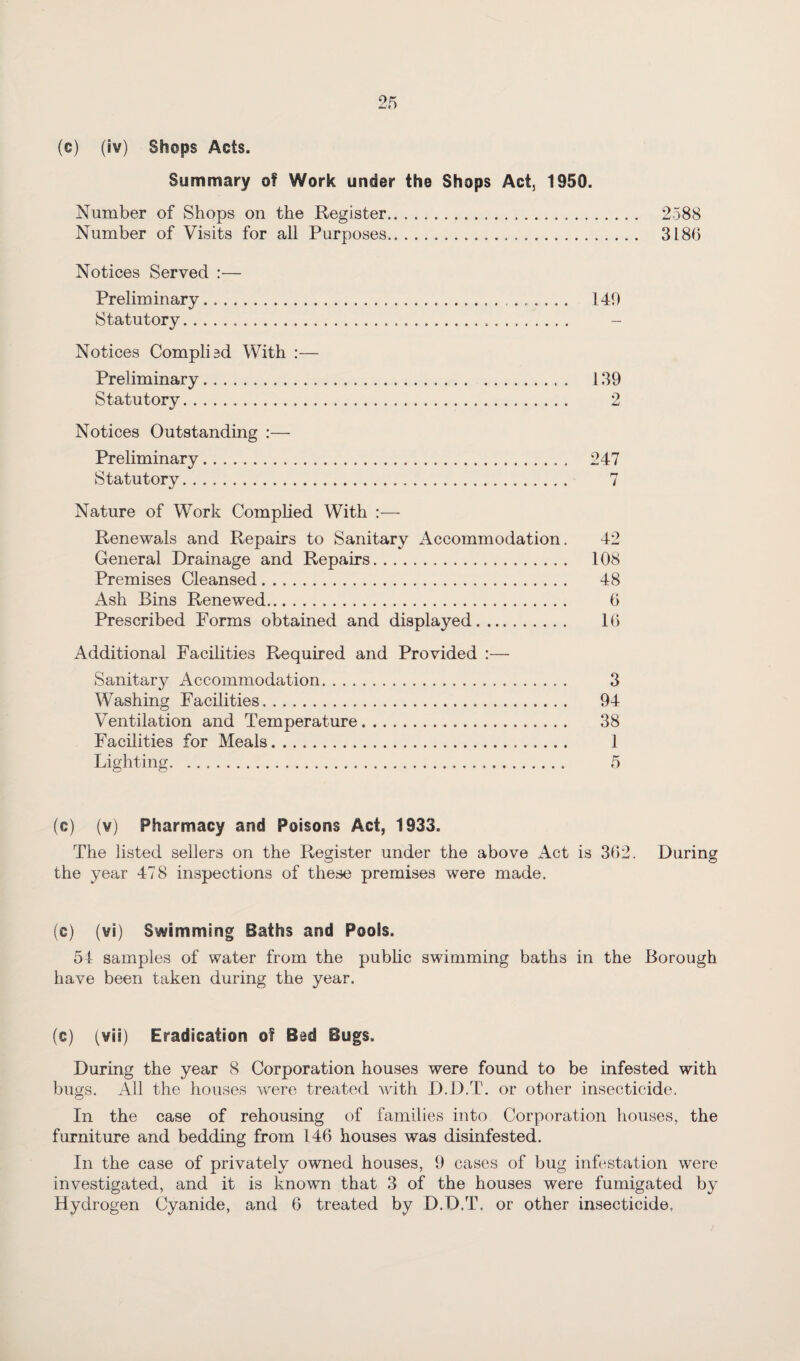 25
(c) (iv) Shops Acts.
Summary of Work under the Shops Act, 1950.
Number of Shops on the Register........................... 2588
Number of Visits for all Purposes........................... 3186
Notices Served :—
Preliminary........................................ 149
Statutory........................................ –
Notices Complied With :—
Preliminary........................................ 139
Statutory........................................ 2
Notices Outstanding :—
Preliminary........................................ 247
Statutory........................................ 7
Nature of Work Complied With :—
Renewals and Repairs to Sanitary Accommodation. 42
General Drainage and Repairs.................... 108
Premises Cleansed................................ 48
Ash Bins Renewed................................ 6
Prescribed Forms obtained and displayed........... 16
Additional Facilities Required and Provided :—
Sanitary Accommodation.......................... 3
Washing Facilities................................ 94
Ventilation and Temperature...................... 38
Facilities for Meals............................... 1
Lighting. ........................................ 5
(c) (v) Pharmacy and Poisons Act, 1933.
The listed sellers on the Register under the above Act is 362. During
the year 478 inspections of these premises were made.
(c) (vi) Swimming Baths and Pools.
54 samples of water from the public swimming baths in the Borough
have been taken during the year.
(c) (vii) Eradication of Bed Bugs.
During the year 8 Corporation houses were found to be infested with
bugs. All the houses were treated with D.D.T. or other insecticide.
In the case of rehousing of families into Corporation houses, the
furniture and bedding from 146 houses was disinfested.
In the case of privately owned houses, 9 cases of bug infestation were
investigated, and it is known that 3 of the houses were fumigated by
Hydrogen Cyanide, and 6 treated by D.D.T. or other insecticide.